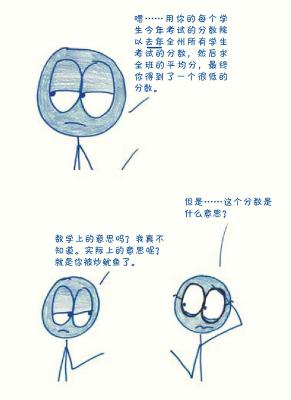 嘿……用你的每个学
生今年考试的分数除
以去年全州所有学生
考试的分数，然后求
全班的平均分，最终
你得到了一个很低的
分数。
但是……这个分数是
什么意思？
数学上的意思吗？我真不
知道。实际上的意思呢？
就是你被炒鱿鱼了。